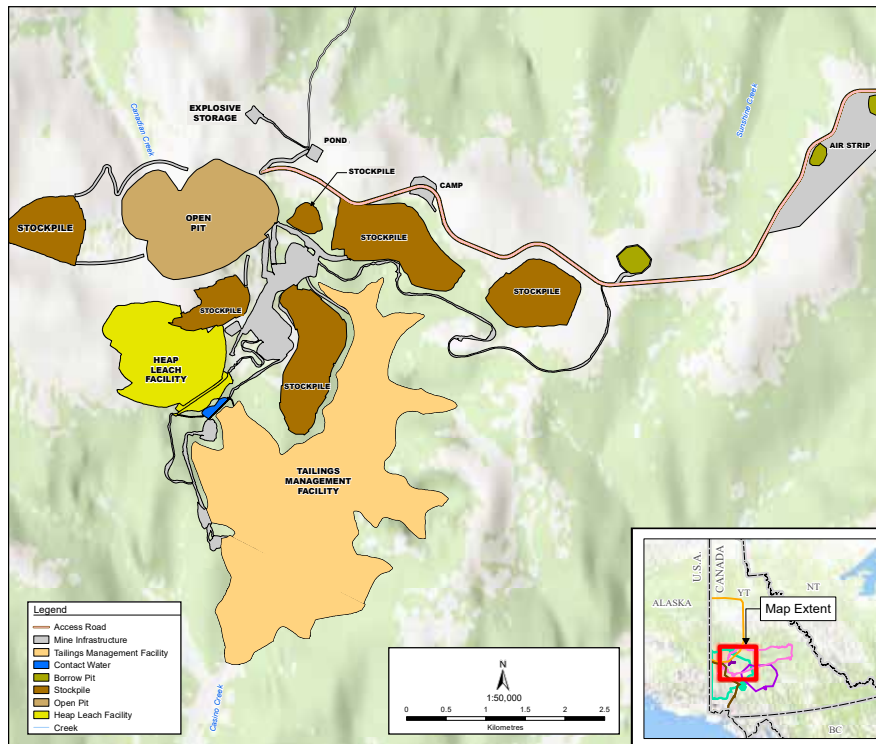 Canadian Creek
Sunshine Creek
EXPLOSIVE
STORAGE
POND
AIR STRIP
STOCKPILE
CAMP
STOCKPILE
OPEN
PIT
STOCKPILE
STOCKPILE
STOCKPILE
HEAP
LEACH
FACILITY
STOCKPILE
TAILINGS
MANAGEMENT
FACILITY
Casino Creek
Legend
Access Road
Mine Infrastructure
Tailings Management Facility
Contact Water
Borrow Pit
Stockpile
Open Pit
Heap Leach Facility
Creek
N
1:50,000
0 0.5 1 1.5 2 2.5
Kilometres
U.S.A.
CANADA
YT
NT
ALASKA
Map Extent
BC